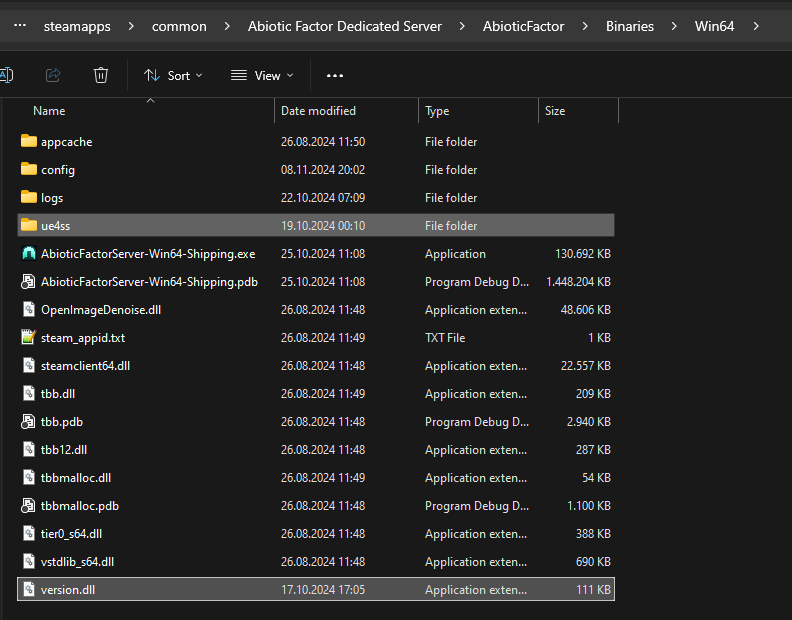 ··· steamapps > common > Abiotic Factor Dedicated Server > AbioticFactor > Binaries > Win64 >
Sort View ···
Name Date modified Type Size
appcache 26.08.2024 11:50 File folder
config 08.11.2024 20:02 File folder
logs 22.10.2024 07:09 File folder
ue4ss 19.10.2024 00:10 File folder
AbioticFactorServer-Win64-Shipping.exe 25.10.2024 11:08 Application 130.692 KB
AbioticFactorServer-Win64-Shipping.pdb 25.10.2024 11:08 Program Debug D... 1.448.204 KB
OpenImageDenoise.dll 26.08.2024 11:48 Application exten... 48.606 KB
steam_appid.txt 26.08.2024 11:49 TXT File 1 KB
steamclient64.dll 26.08.2024 11:48 Application exten... 22.557 KB
tbb.dll 26.08.2024 11:49 Application exten... 209 KB
tbb.pdb 26.08.2024 11:48 Program Debug D... 2.940 KB
tbb12.dll 26.08.2024 11:48 Application exten... 287 KB
tbbmalloc.dll 26.08.2024 11:49 Application exten... 54 KB
tbbmalloc.pdb 26.08.2024 11:48 Program Debug D... 1.100 KB
tier0_s64.dll 26.08.2024 11:48 Application exten... 388 KB
vstdlib_s64.dll 26.08.2024 11:48 Application exten... 690 KB
version.dll 17.10.2024 17:05 Application exten... 111 KB